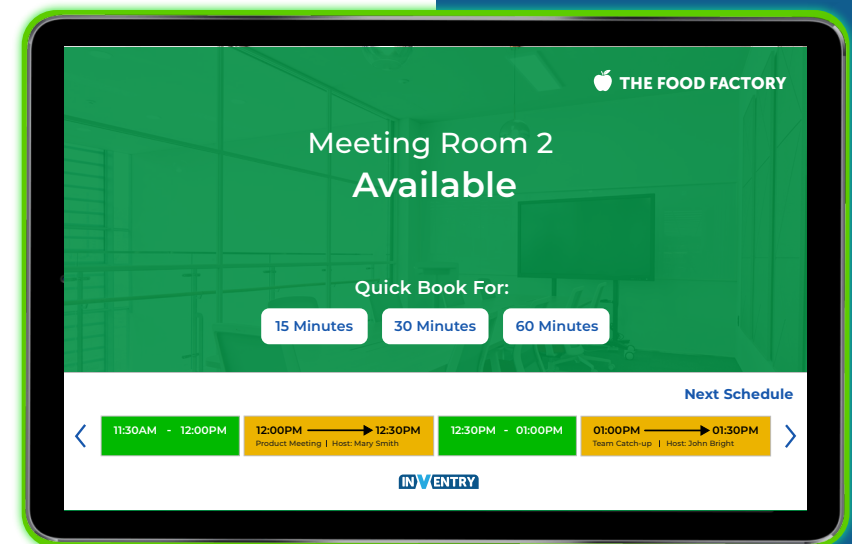 THE FOOD FACTORY
Meeting Room 2
Available
Quick Book For:
15 Minutes
30 Minutes
60 Minutes
Next Schedule
11:30AM - 12:00PM
12:00PM 12:30PM
Product Meeting | Host: Mary Smith
12:30PM - 01:00PM
01:00PM 01:30PM
Team Catch-up | Host: John Bright
INVENTRY